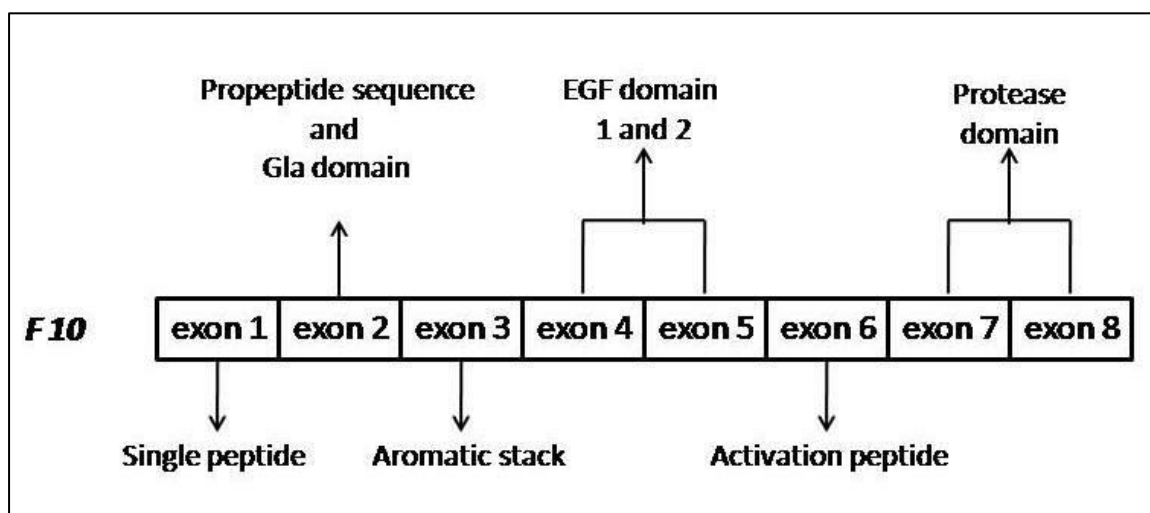 Propeptide sequence
and
Gla domain
EGF domain
1 and 2
Protease
domain
F10
exon 1
exon 2
exon 3
exon 4
exon 5
exon 6
exon 7
exon 8
Single peptide
Aromatic stack
Activation peptide